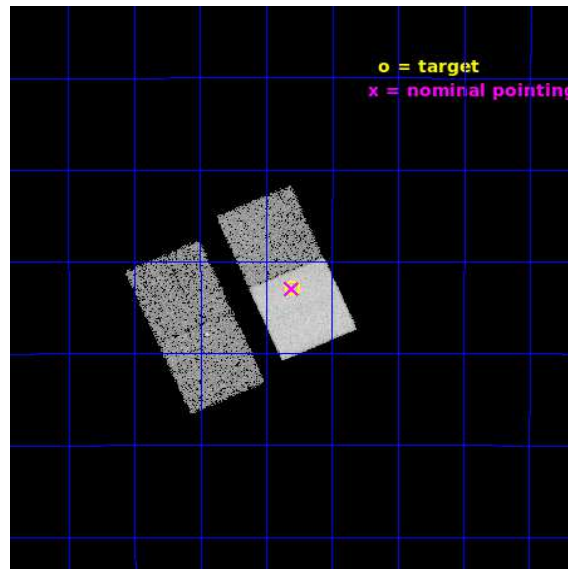 o = target
x = nominal pointing